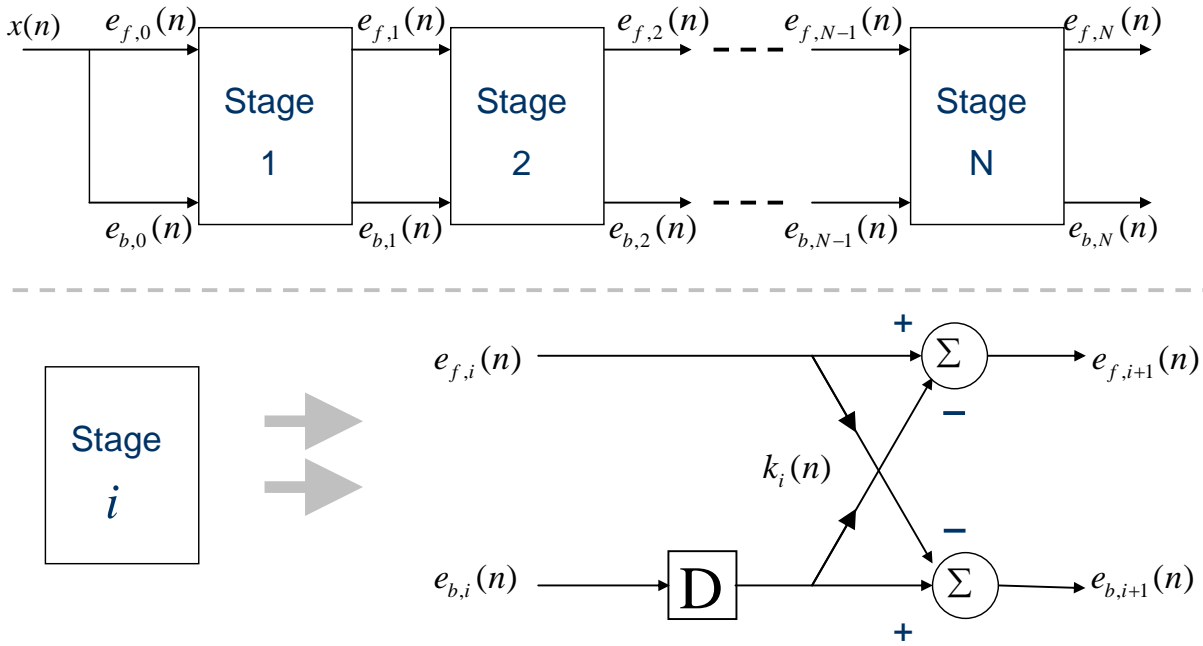 x(n)
e_{f,0}(n)
e_{f,1}(n)
e_{f,2}(n)
e_{f,N−1}(n)
e_{f,N}(n)
Stage
1
Stage
2
Stage
N
e_{b,0}(n)
e_{b,1}(n)
e_{b,2}(n)
e_{b,N−1}(n)
e_{b,N}(n)
Stage
i
+
e_{f,i}(n)
Σ
e_{f,i+1}(n)
−
k_i(n)
−
e_{b,i}(n)
D
Σ
e_{b,i+1}(n)
+